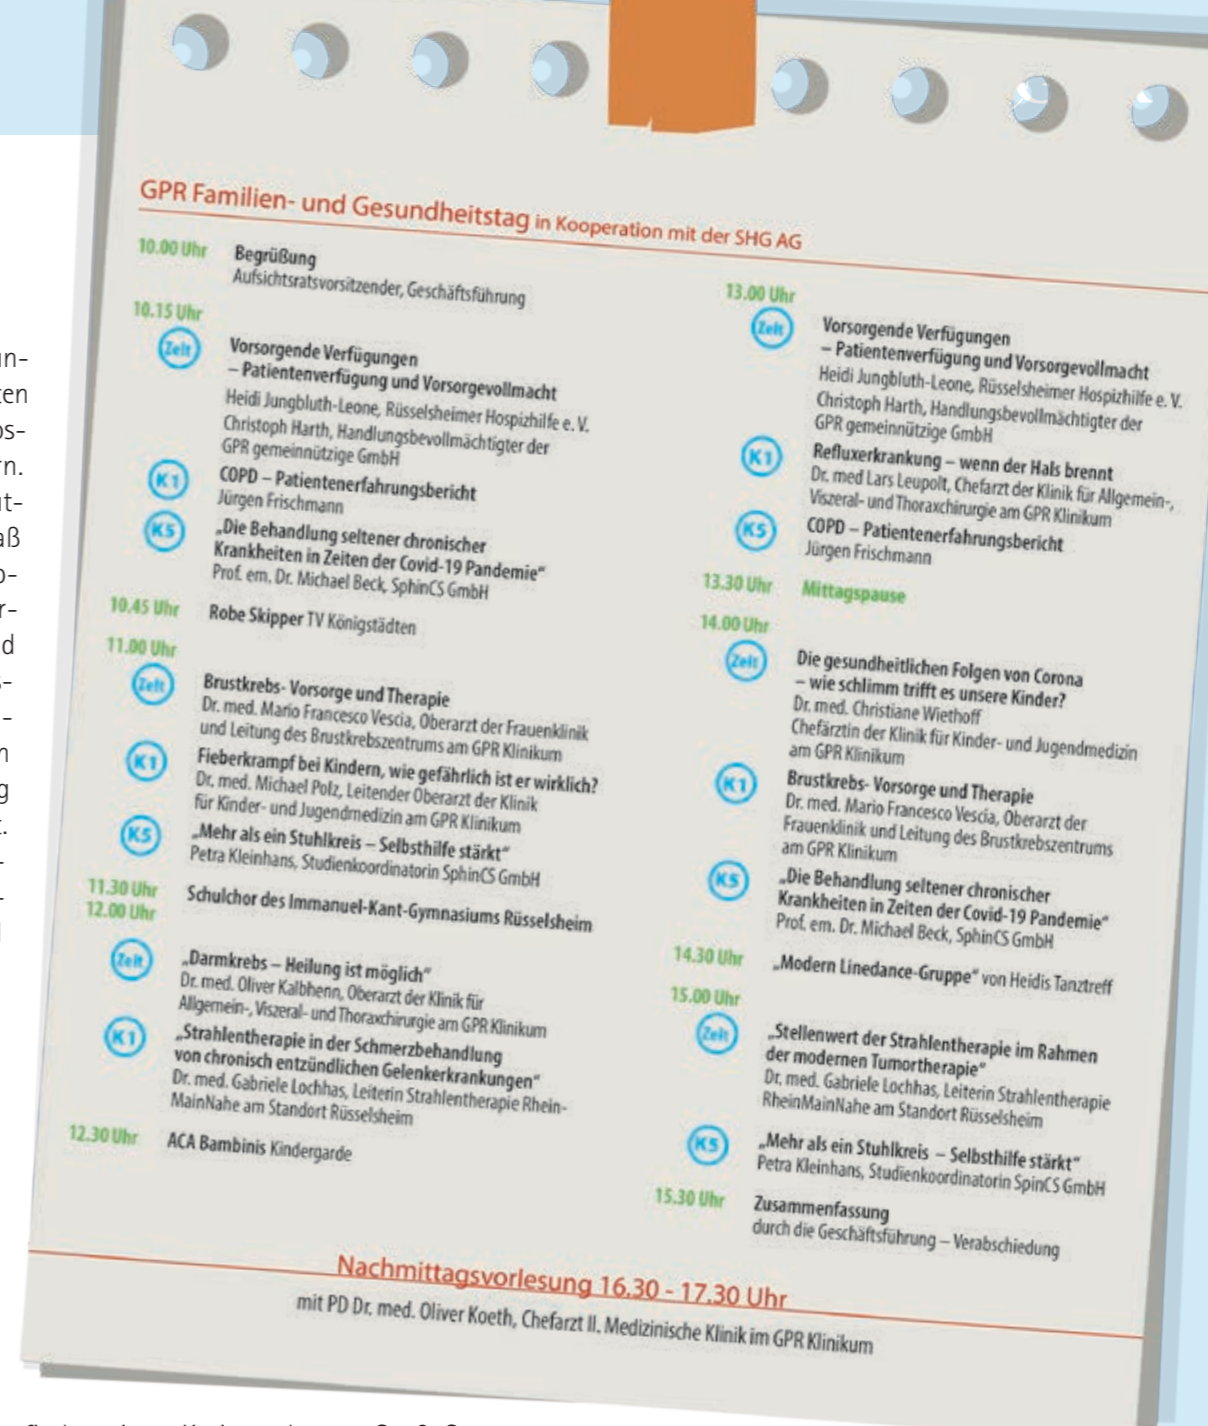 GPR Familien- und Gesundheitstag in Kooperation mit der SHG AG
10.00 Uhr Begrüßung
Aufsichtsratsvorsitzender, Geschäftsführung
10.15 Uhr
Zelt Vorsorgende Verfügungen
– Patientenverfügung und Vorsorgevollmacht
Heidi Jungbluth-Leone, Rüsselsheimer Hospizhilfe e. V.
Christoph Harth, Handlungsbevollmächtigter der
GPR gemeinnützige GmbH
K1 COPD – Patientenerfahrungsbericht
Jürgen Frischmann
K5 „Die Behandlung seltener chronischer
Krankheiten in Zeiten der Covid-19 Pandemie“
Prof. em. Dr. Michael Beck, SphinCS GmbH
10.45 Uhr Robe Skipper TV Königstädten
11.00 Uhr
Zelt Brustkrebs- Vorsorge und Therapie
Dr. med. Mario Francesco Vescia, Oberarzt der Frauenklinik
und Leitung des Brustkrebszentrums am GPR Klinikum
K1 Fieberkrampf bei Kindern, wie gefährlich ist er wirklich?
Dr. med. Michael Polz, Leitender Oberarzt der Klinik
für Kinder- und Jugendmedizin am GPR Klinikum
K5 „Mehr als ein Stuhlkreis – Selbsthilfe stärkt“
Petra Kleinhans, Studienkoordinatorin SphinCS GmbH
11.30 Uhr Schulchor des Immanuel-Kant-Gymnasiums Rüsselsheim
12.00 Uhr
Zelt „Darmkrebs – Heilung ist möglich“
Dr. med. Oliver Kalbhenn, Oberarzt der Klinik für
Allgemein-, Viszeral- und Thoraxchirurgie am GPR Klinikum
K1 „Strahlentherapie in der Schmerzbehandlung
von chronisch entzündlichen Gelenkerkrankungen“
Dr. med. Gabriele Lochhas, Leiterin Strahlentherapie Rhein-
MainNahe am Standort Rüsselsheim
12.30 Uhr ACA Bambinis Kindergarde
13.00 Uhr
Zelt Vorsorgende Verfügungen
– Patientenverfügung und Vorsorgevollmacht
Heidi Jungbluth-Leone, Rüsselsheimer Hospizhilfe e. V.
Christoph Harth, Handlungsbevollmächtigter der
GPR gemeinnützige GmbH
K1 Refluxerkrankung – wenn der Hals brennt
Dr. med Lars Leupolt, Chefarzt der Klinik für Allgemein-,
Viszeral- und Thoraxchirurgie am GPR Klinikum
K5 COPD – Patientenerfahrungsbericht
Jürgen Frischmann
13.30 Uhr Mittagspause
14.00 Uhr
Zelt Die gesundheitlichen Folgen von Corona
– wie schlimm trifft es unsere Kinder?
Dr. med. Christiane Wiethoff
Chefärztin der Klinik für Kinder- und Jugendmedizin
am GPR Klinikum
K1 Brustkrebs- Vorsorge und Therapie
Dr. med. Mario Francesco Vescia, Oberarzt der
Frauenklinik und Leitung des Brustkrebszentrums
am GPR Klinikum
K5 „Die Behandlung seltener chronischer
Krankheiten in Zeiten der Covid-19 Pandemie“
Prof. em. Dr. Michael Beck, SphinCS GmbH
14.30 Uhr „Modern Linedance-Gruppe“ von Heidis Tanztreff
15.00 Uhr
Zelt „Stellenwert der Strahlentherapie im Rahmen
der modernen Tumortherapie“
Dr. med. Gabriele Lochhas, Leiterin Strahlentherapie
RheinMainNahe am Standort Rüsselsheim
K5 „Mehr als ein Stuhlkreis – Selbsthilfe stärkt“
Petra Kleinhans, Studienkoordinatorin SpinCS GmbH
15.30 Uhr Zusammenfassung
durch die Geschäftsführung – Verabschiedung
Nachmittagsvorlesung 16.30 - 17.30 Uhr
mit PD Dr. med. Oliver Koeth, Chefarzt II. Medizinische Klinik im GPR Klinikum